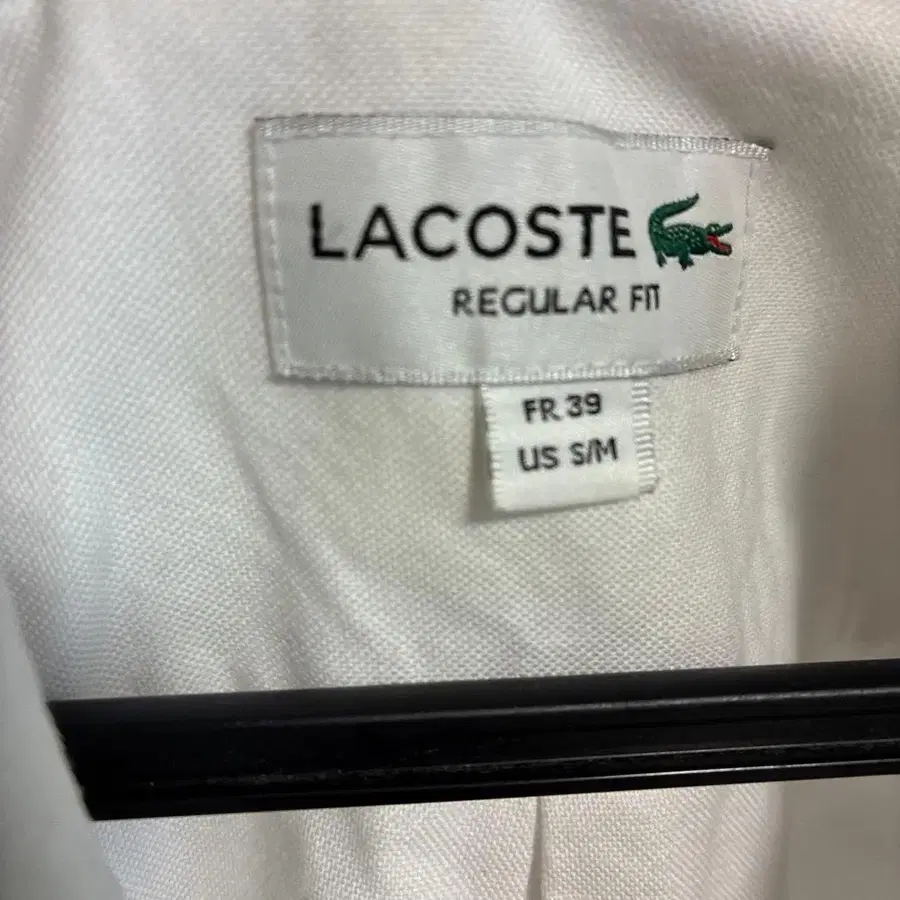 LACOSTE
REGULAR FIT
FR 39
US S/M